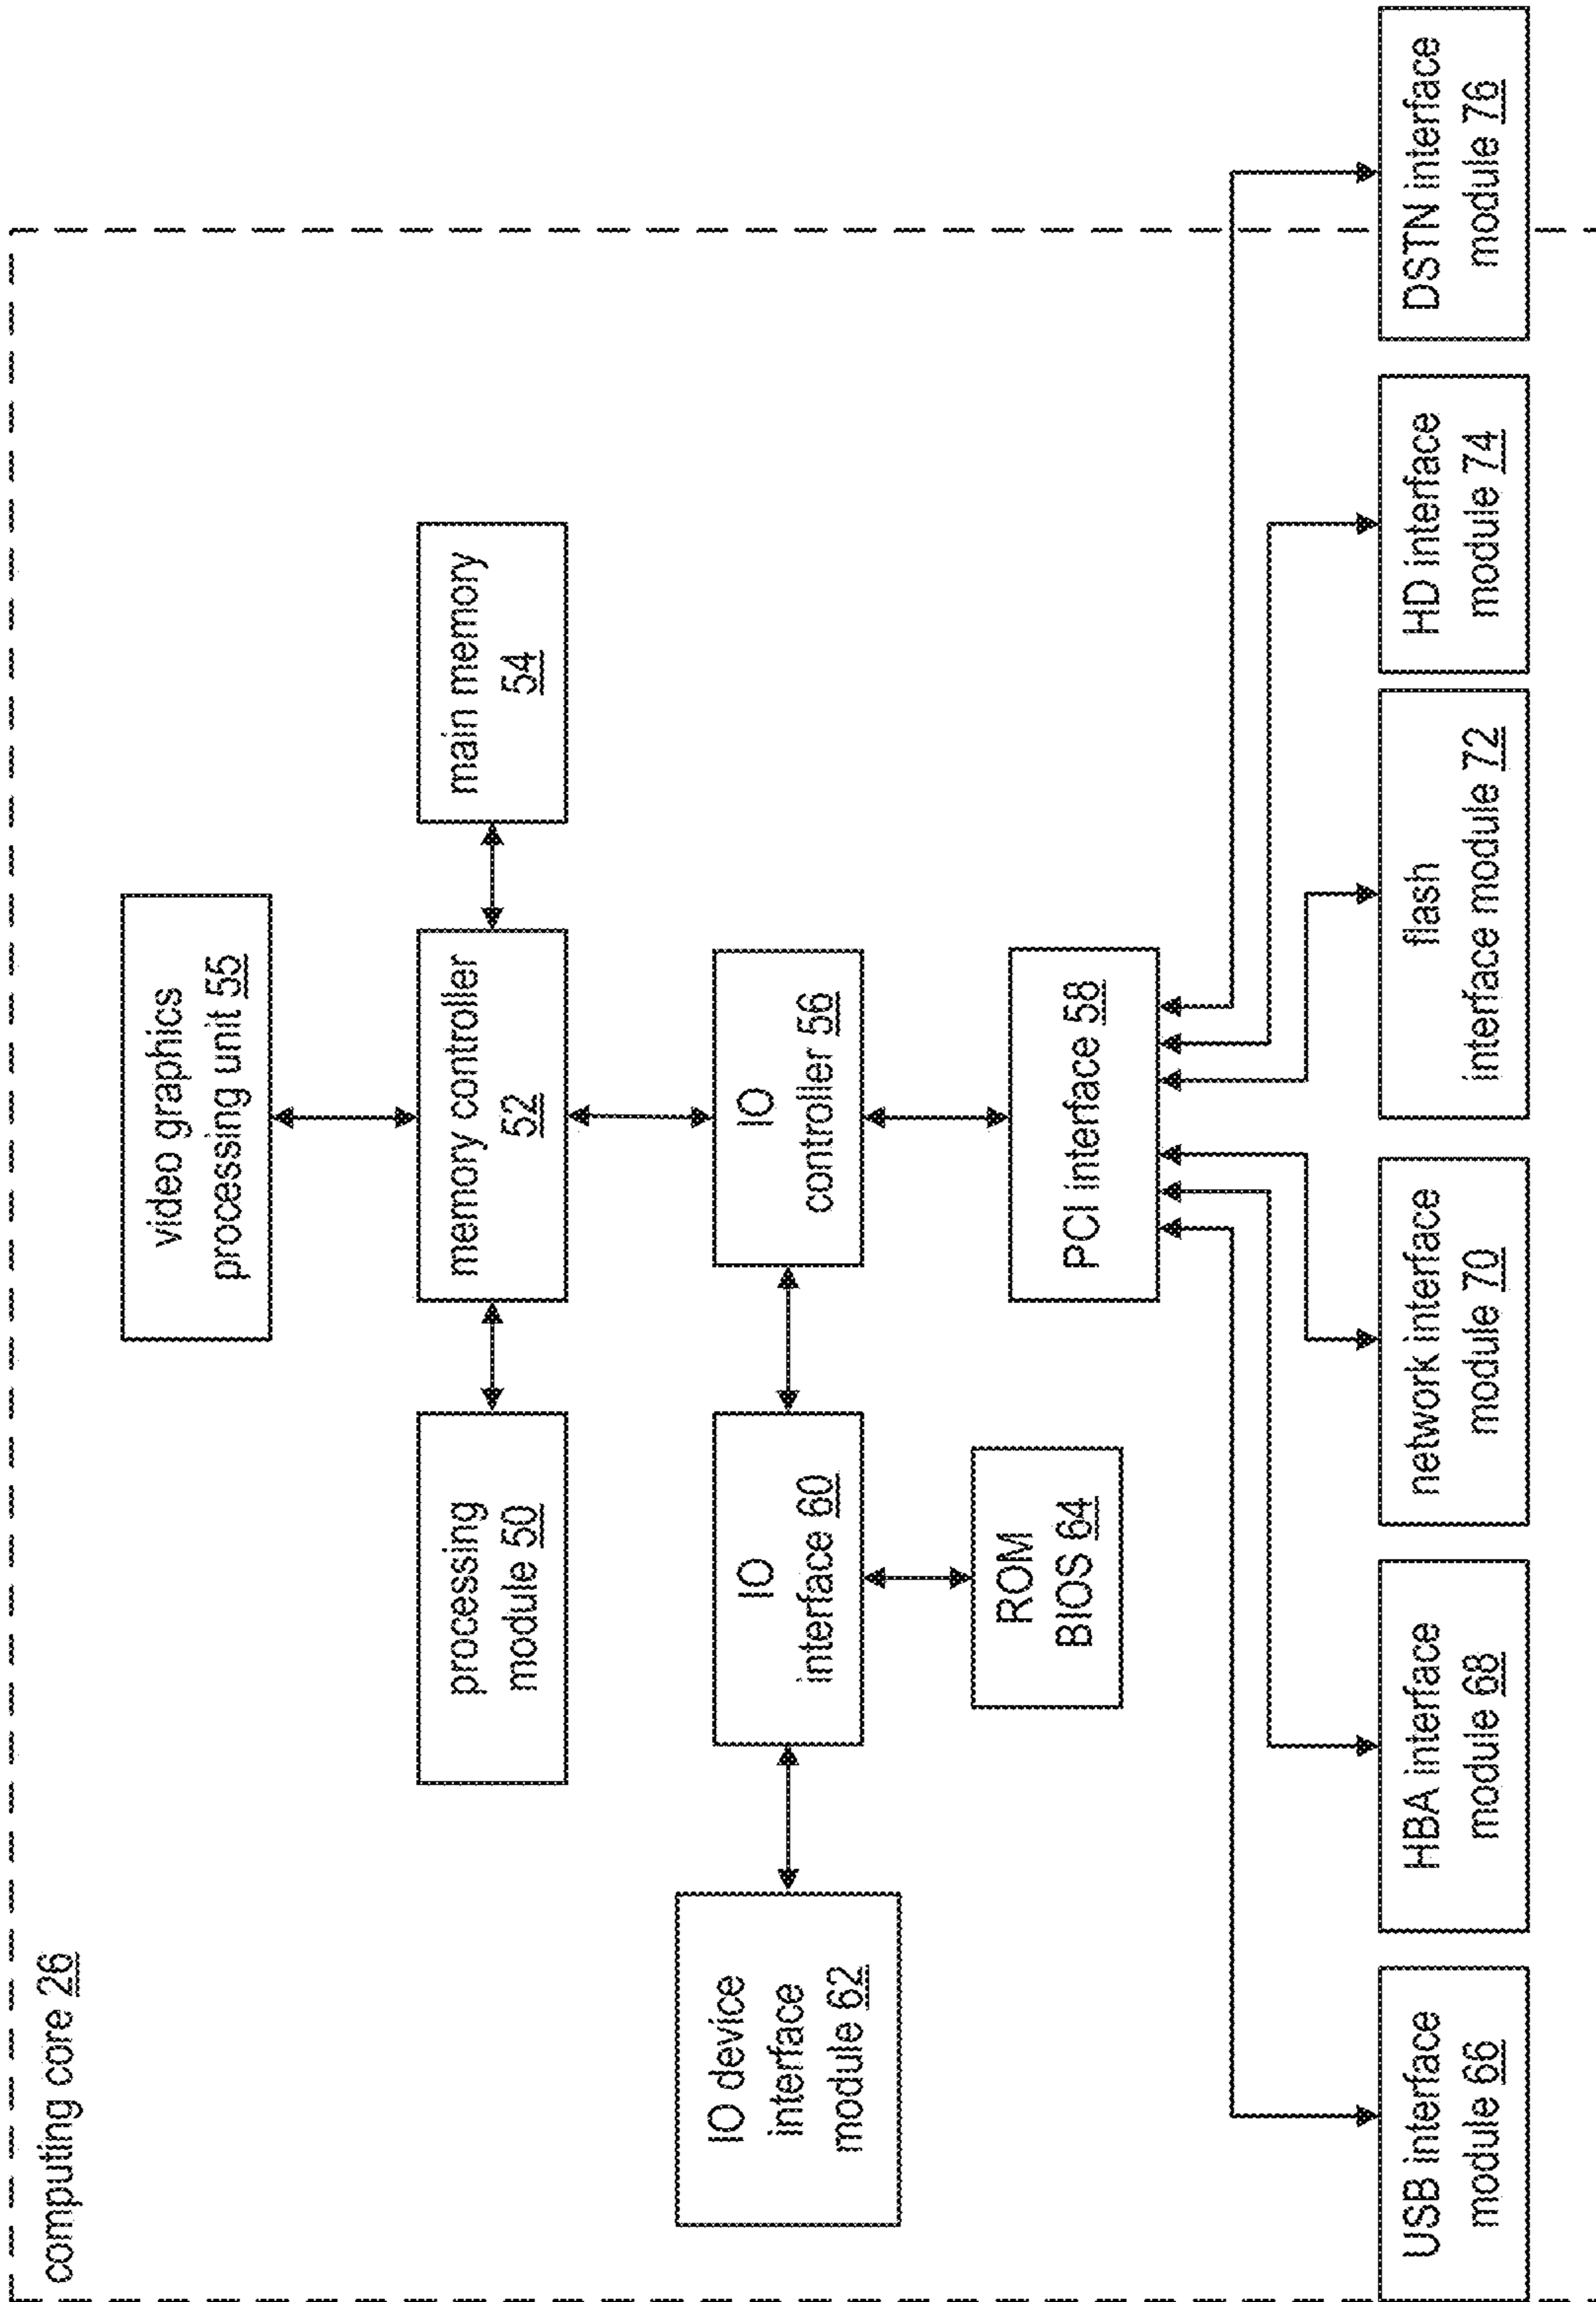 computing core 26
video graphics
processing unit 55
processing
module 50
memory controller
52
main memory
54
IO device
interface
module 62
IO
interface 60
IO
controller 56
ROM
BIOS 64
PCI interface 58
USB interface
module 66
HBA interface
module 68
network interface
module 70
flash
interface module 72
HD interface
module 74
DSTN interface
module 76